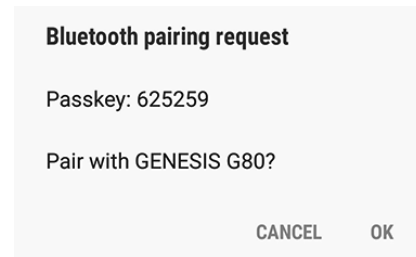 Bluetooth pairing request
Passkey: 625259
Pair with GENESIS G80?
CANCEL OK